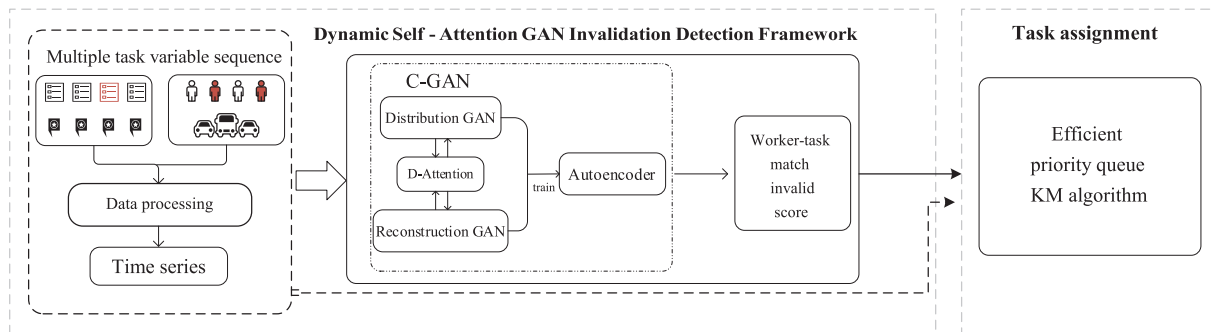 Dynamic Self - Attention GAN Invalidation Detection Framework
Task assignment
Multiple task variable sequence
Data processing
Time series
C-GAN
Distribution GAN
D-Attention
Reconstruction GAN
train
Autoencoder
Worker-task
match
invalid
score
Efficient
priority queue
KM algorithm